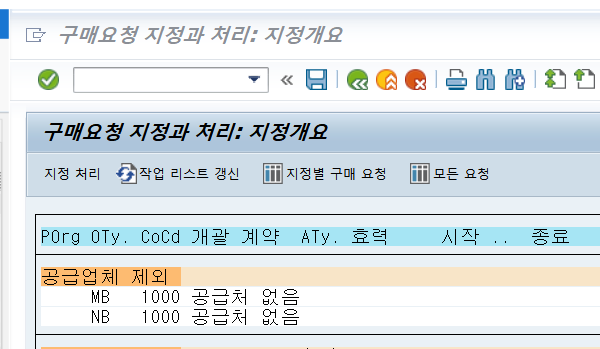 구매요청 지정과 처리: 지정개요
구매요청 지정과 처리: 지정개요
지정 처리 작업 리스트 갱신 지정별 구매 요청 모든 요청
POrg OTy. CoCd 개괄 계약 ATy. 효력 시작 .. 종료
공급업체 제외
MB 1000 공급처 없음
NB 1000 공급처 없음